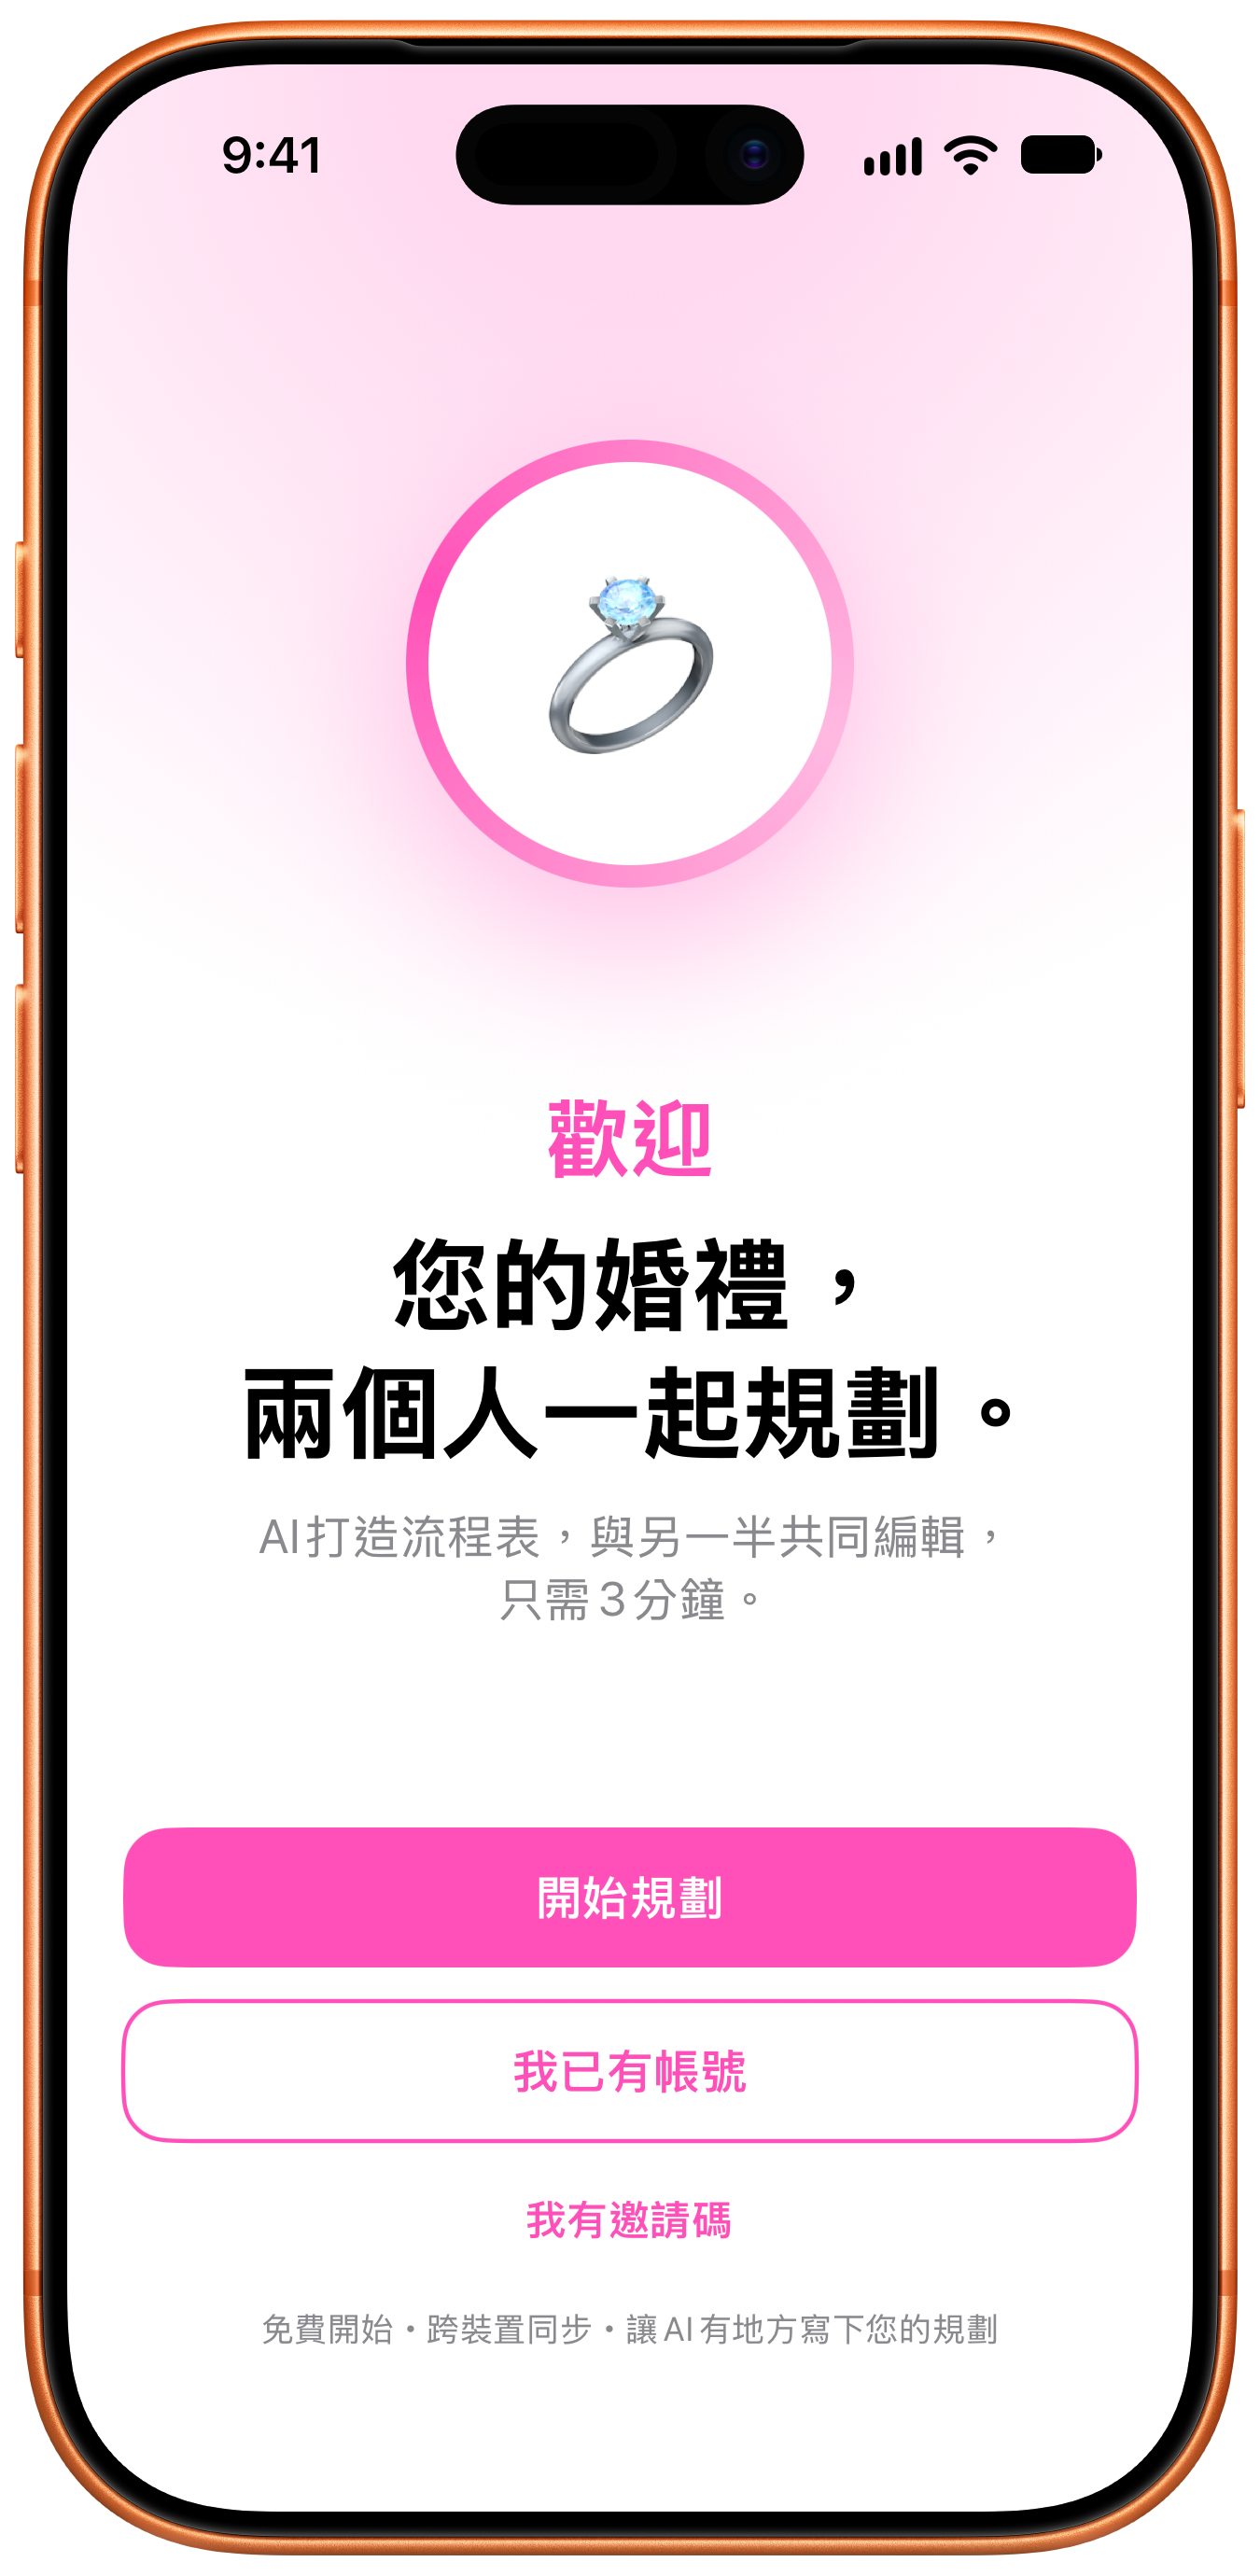 9:41
歡迎
您的婚禮，
兩個人一起規劃。
AI打造流程表，與另一半共同編輯，
只需3分鐘。
開始規劃
我已有帳號
我有邀請碼
免費開始・跨裝置同步・讓AI有地方寫下您的規劃